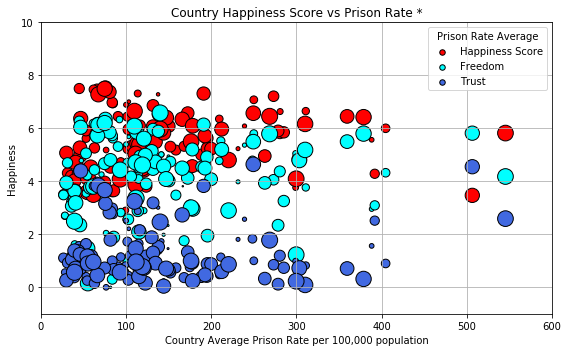 Country Happiness Score vs Prison Rate *
Prison Rate Average
Happiness Score
Freedom
Trust
Happiness
10
8
6
4
2
0
0 100 200 300 400 500 600
Country Average Prison Rate per 100,000 population